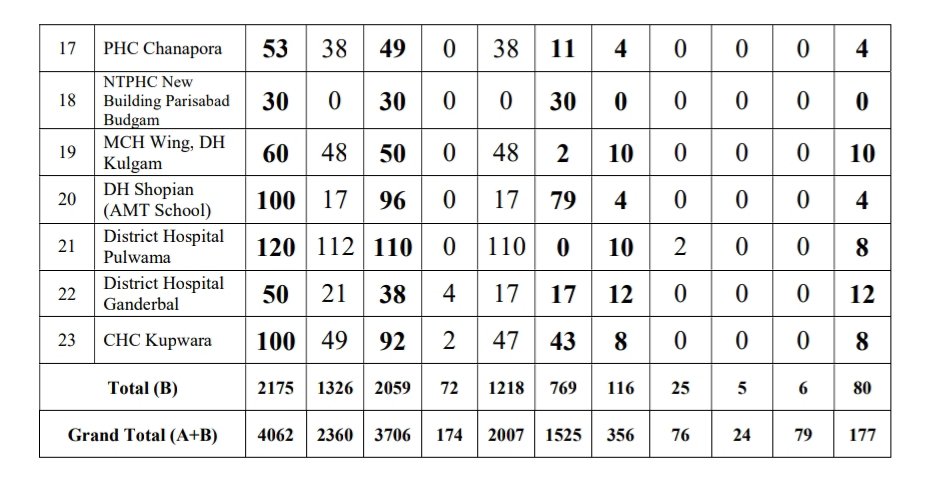 17 PHC Chanapora 53 38 49 0 38 11 4 0 0 0 4
18 NTPHC New Building Parisabad Budgam 30 0 30 0 0 30 0 0 0 0 0
19 MCH Wing, DH Kulgam 60 48 50 0 48 2 10 0 0 0 10
20 DH Shopian (AMT School) 100 17 96 0 17 79 4 0 0 0 4
21 District Hospital Pulwama 120 112 110 0 110 0 10 2 0 0 8
22 District Hospital Ganderbal 50 21 38 4 17 17 12 0 0 0 12
23 CHC Kupwara 100 49 92 2 47 43 8 0 0 0 8
Total (B) 2175 1326 2059 72 1218 769 116 25 5 6 80
Grand Total (A+B) 4062 2360 3706 174 2007 1525 356 76 24 79 177